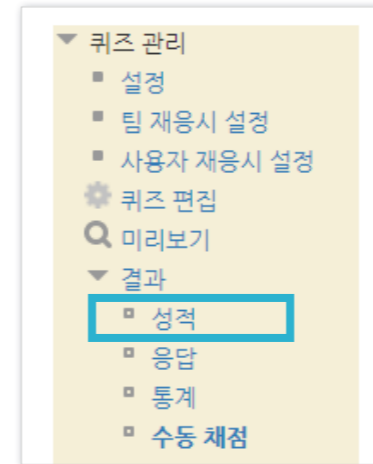 퀴즈 관리
설정
팀 재응시 설정
사용자 재응시 설정
퀴즈 편집
미리보기
결과
성적
응답
통계
수동 채점